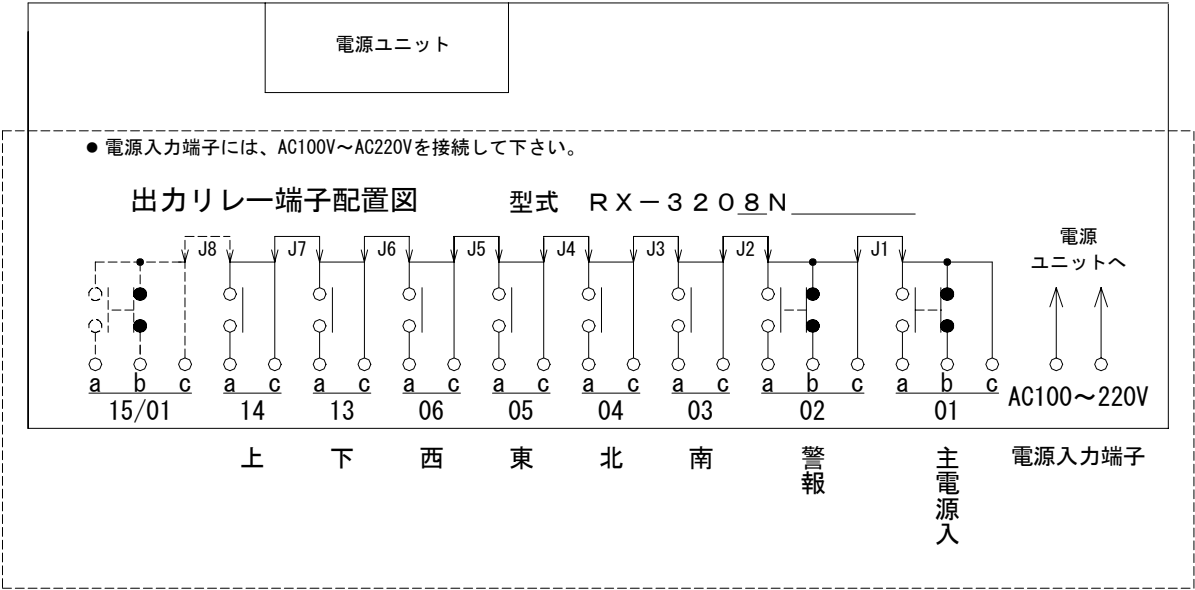 電源ユニット
● 電源入力端子には、AC100V～AC220Vを接続して下さい。
出力リレー端子配置図 型式 ＲＸ－３２０８Ｎ
J8 J7 J6 J5 J4 J3 J2 J1
電源
ユニットへ
a b c a c a c a c a c a c a c a b c a b c
15/01 14 13 06 05 04 03 02 01 AC100～220V
上 下 西 東 北 南 警報 主電源入 電源入力端子